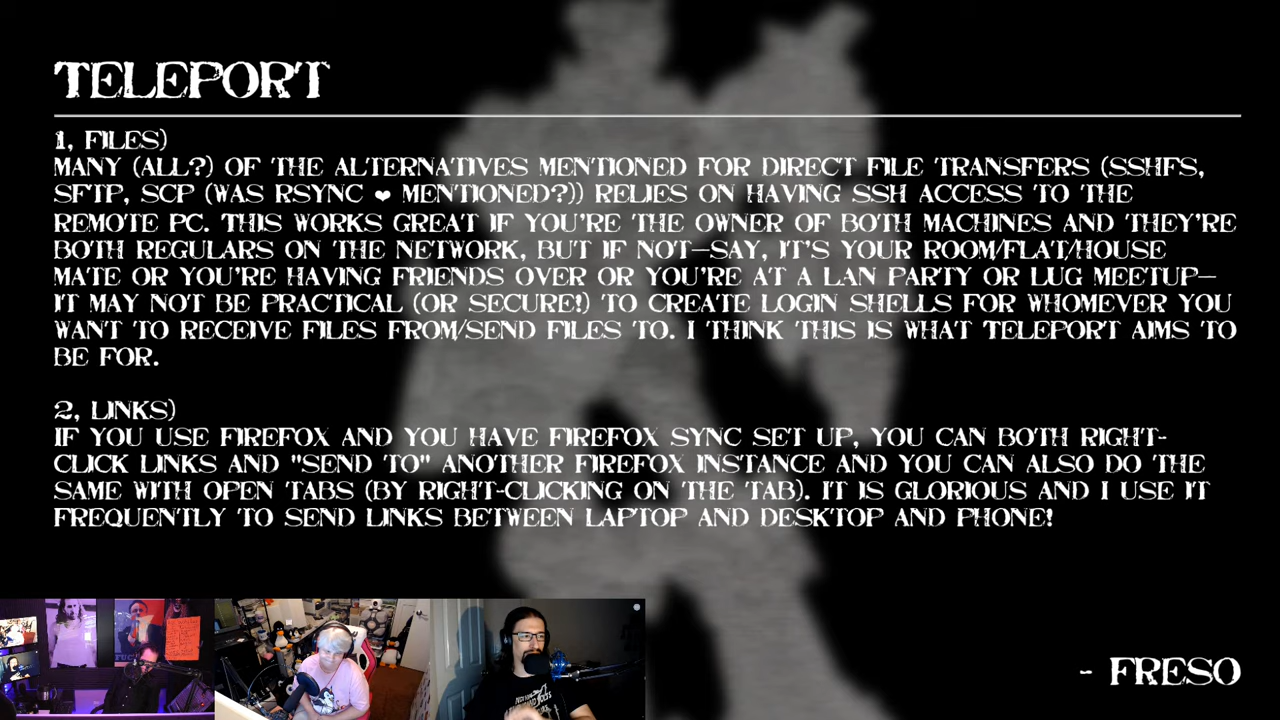 TELEPORT
1, FILES)
MANY (ALL?) OF THE ALTERNATIVES MENTIONED FOR DIRECT FILE TRANSFERS (SSHFS,
SFTP, SCP (WAS RSYNC ❤ MENTIONED?)) RELIES ON HAVING SSH ACCESS TO THE
REMOTE PC. THIS WORKS GREAT IF YOU'RE THE OWNER OF BOTH MACHINES AND THEY'RE
BOTH REGULARS ON THE NETWORK, BUT IF NOT—SAY, IT'S YOUR ROOM/FLAT/HOUSE
MATE OR YOU'RE HAVING FRIENDS OVER OR YOU'RE AT A LAN PARTY OR LUG MEETUP—
IT MAY NOT BE PRACTICAL (OR SECURE!) TO CREATE LOGIN SHELLS FOR WHOMEVER YOU
WANT TO RECEIVE FILES FROM/SEND FILES TO. I THINK THIS IS WHAT TELEPORT AIMS TO
BE FOR.
2, LINKS)
IF YOU USE FIREFOX AND YOU HAVE FIREFOX SYNC SET UP, YOU CAN BOTH RIGHT-
CLICK LINKS AND "SEND TO" ANOTHER FIREFOX INSTANCE AND YOU CAN ALSO DO THE
SAME WITH OPEN TABS (BY RIGHT-CLICKING ON THE TAB). IT IS GLORIOUS AND I USE IT
FREQUENTLY TO SEND LINKS BETWEEN LAPTOP AND DESKTOP AND PHONE!
- FRESO